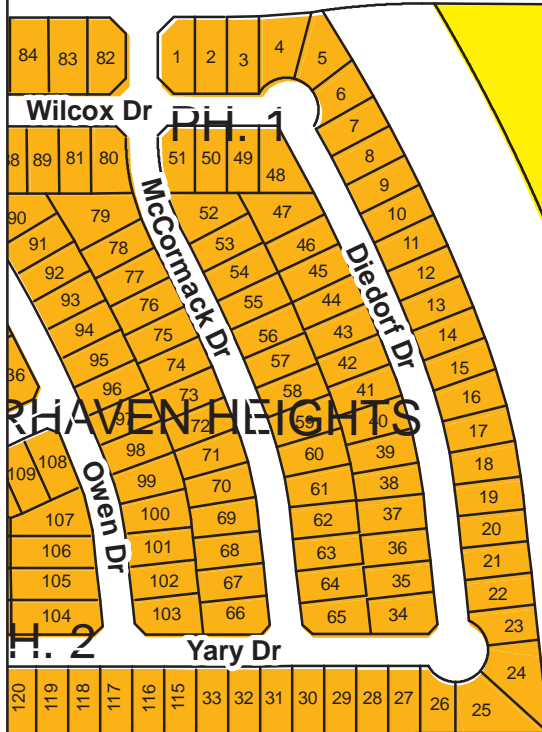 84 83 82 1 2 3 4 5
6
Wilcox Dr
PH. 1
7
89 81 80 51 50 49 48
8
9
90 79 52 47 10
91 78 53 46 11
92 77 54 45 12
93 76 55 44 13
94 75 56 43 14
95 74 57 42 15
96 73 58 41 16
McCormack Dr
Diedorf Dr
RHAVEN HEIGHTS
97 72 59 40 17
98 71 60 39 18
109 108 99 70 61 38 19
107 100 69 62 37 20
106 101 68 63 36 21
105 102 67 64 35 22
104 103 66 65 34 23
Owen Dr
H. 2
Yary Dr
24
120 119 118 117 116 115 33 32 31 30 29 28 27 26 25